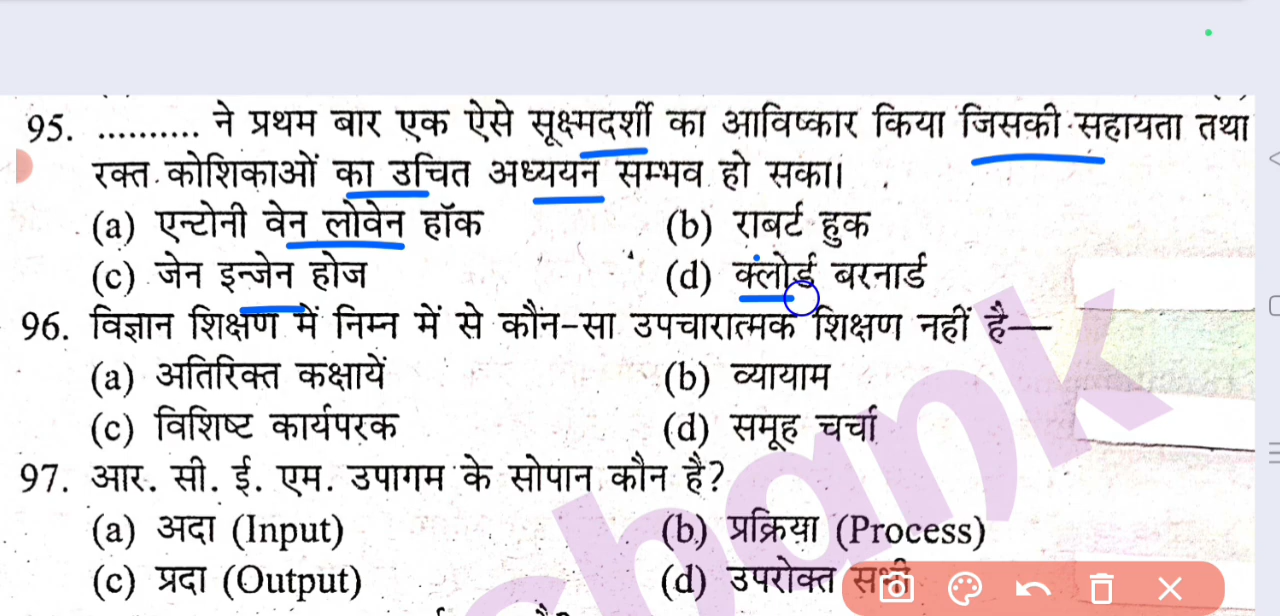 95. .......... ने प्रथम बार एक ऐसे सूक्ष्मदर्शी का आविष्कार किया जिसकी सहायता तथा
रक्त कोशिकाओं का उचित अध्ययन सम्भव हो सका।
(a) एन्टोनी वेन लोवेन हॉक (b) राबर्ट हुक
(c) जेन इन्जेन होज (d) क्लोर्ड बरनार्ड
96. विज्ञान शिक्षण में निम्न में से कौन-सा उपचारात्मक शिक्षण नहीं है—
(a) अतिरिक्त कक्षायें (b) व्यायाम
(c) विशिष्ट कार्यपरक (d) समूह चर्चा
97. आर. सी. ई. एम. उपागम के सोपान कौन है?
(a) अदा (Input) (b) प्रक्रिया (Process)
(c) प्रदा (Output) (d) उपरोक्त सभी